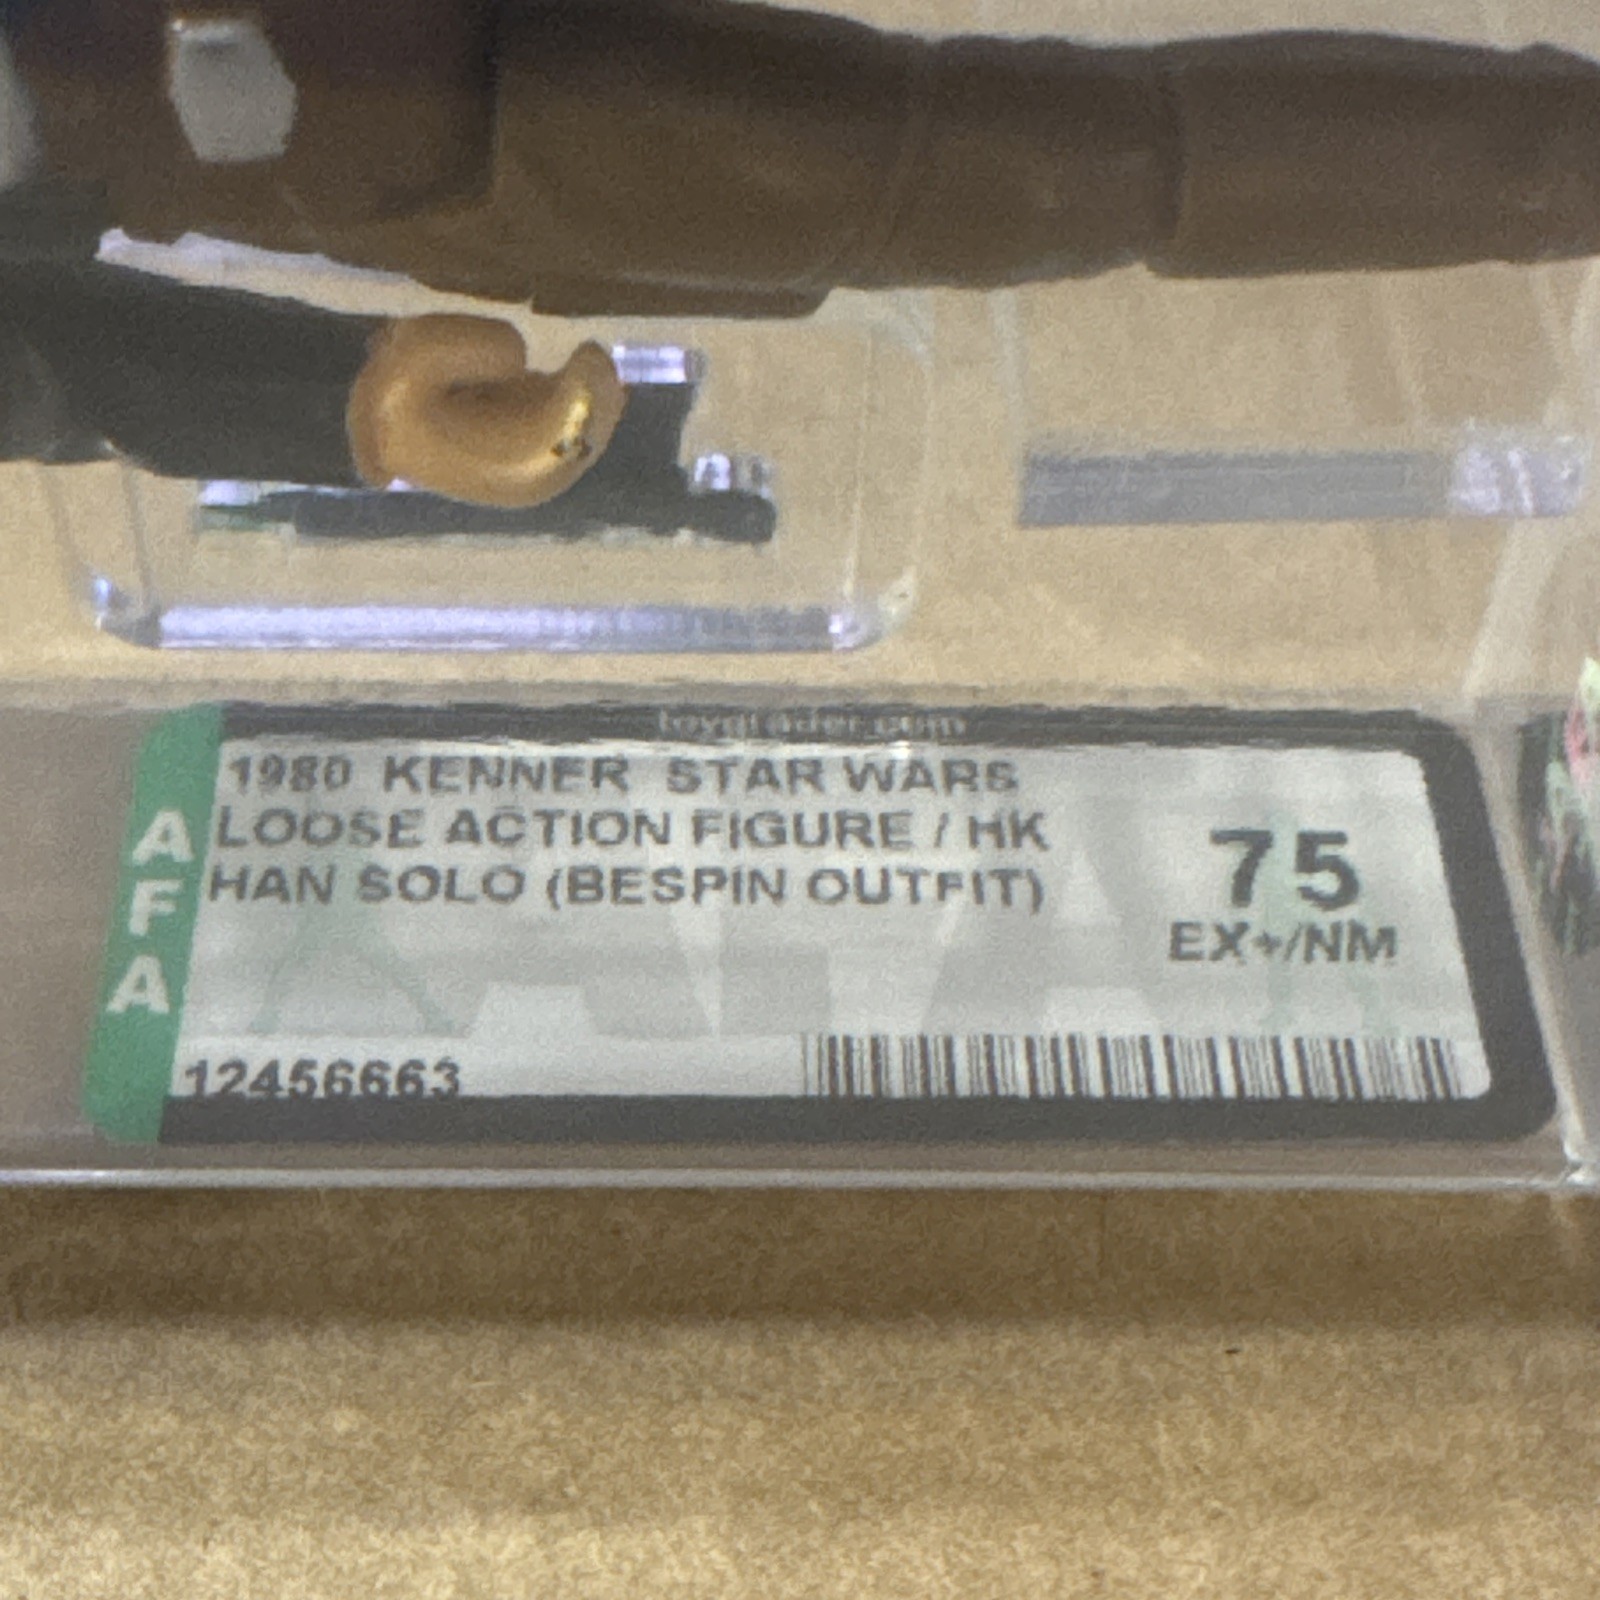 toygrader.com
1980 KENNER STAR WARS
LOOSE ACTION FIGURE / HK
HAN SOLO (BESPIN OUTFIT)
75
EX+/NM
AFA
12456663